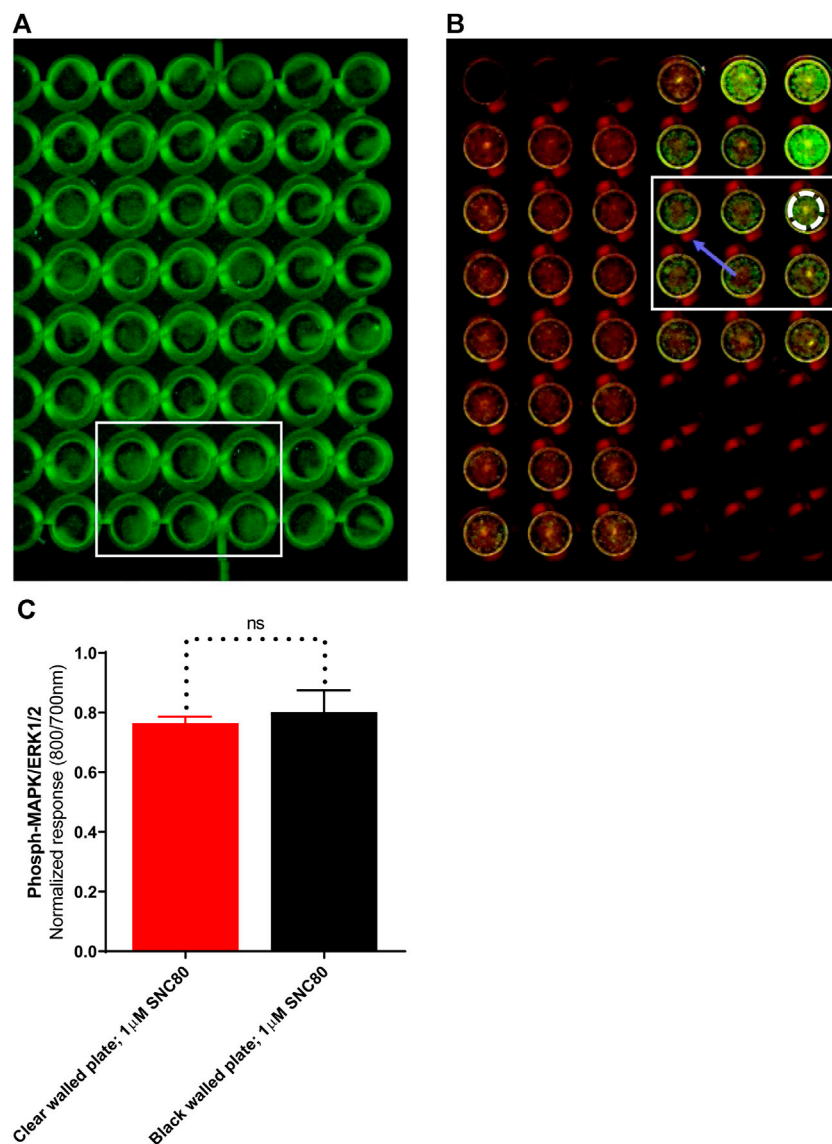 A
B
C
ns
1.0
0.8
0.6
0.4
0.2
0.0
Phosph-MAPK/ERK1/2
Normalized response (800/700nm)
Clear walled plate; 1μM SNC80
Black walled plate; 1μM SNC80